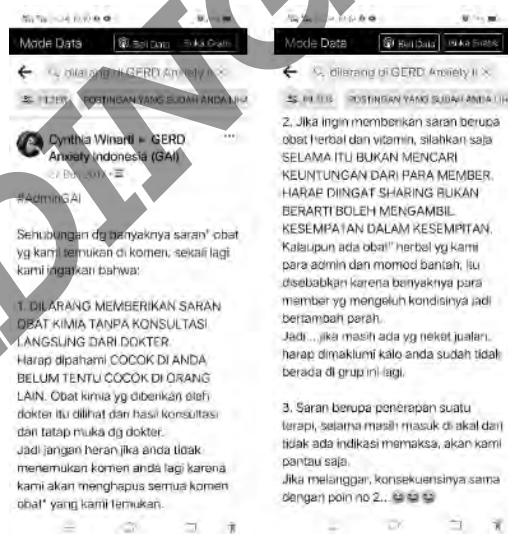 Mode Data
Beli Data
Buka Gratis
dilarang di GERD Anxiety I
FILTER POSTINGAN YANG SUDAH ANDA LIHA
Cynthia Winarti ▸ GERD
Anxiety Indonesia (GAI)
#AdminGAI
Sehubungan dg banyaknya saran" obat
yg kami temukan di komen, sekali lagi
kami ingatkan bahwa:
1. DILARANG MEMBERIKAN SARAN
OBAT KIMIA TANPA KONSULTASI
LANGSUNG DARI DOKTER.
Harap dipahami COCOK DI ANDA
BELUM TENTU COCOK DI ORANG
LAIN. Obat kimia yg diberikan oleh
dokter itu dilihat dari hasil konsultasi
dan tatap muka dg dokter.
Jadi jangan heran jika anda tidak
menemukan komen anda lagi karena
kami akan menghapus semua komen
obat" yang kami temukan.
Mode Data
Beli Data
Buka Gratis
dilarang di GERD Anxiety I
FILTER POSTINGAN YANG SUDAH ANDA LIH
2. Jika ingin memberikan saran berupa
obat herbal dan vitamin, silahkan saja
SELAMA ITU BUKAN MENCARI
KEUNTUNGAN DARI PARA MEMBER.
HARAP DIINGAT SHARING BUKAN
BERARTI BOLEH MENGAMBIL
KESEMPATAN DALAM KESEMPITAN.
Kalaupun ada obat" herbal yg kami
para admin dan momod bantah, itu
disebabkan karena banyaknya para
member yg mengeluh kondisinya jadi
bertambah parah.
Jadi ... jika masih ada yg nekat jualan,
harap dimaklumi kalo anda sudah tidak
berada di grup ini lagi.
3. Saran berupa penerapan suatu
terapi, selama masih masuk di akal dan
tidak ada indikasi memaksa, akan kami
pantau saja.
Jika melanggar, konsekuensinya sama
dengan poin no 2... 😂😂😂